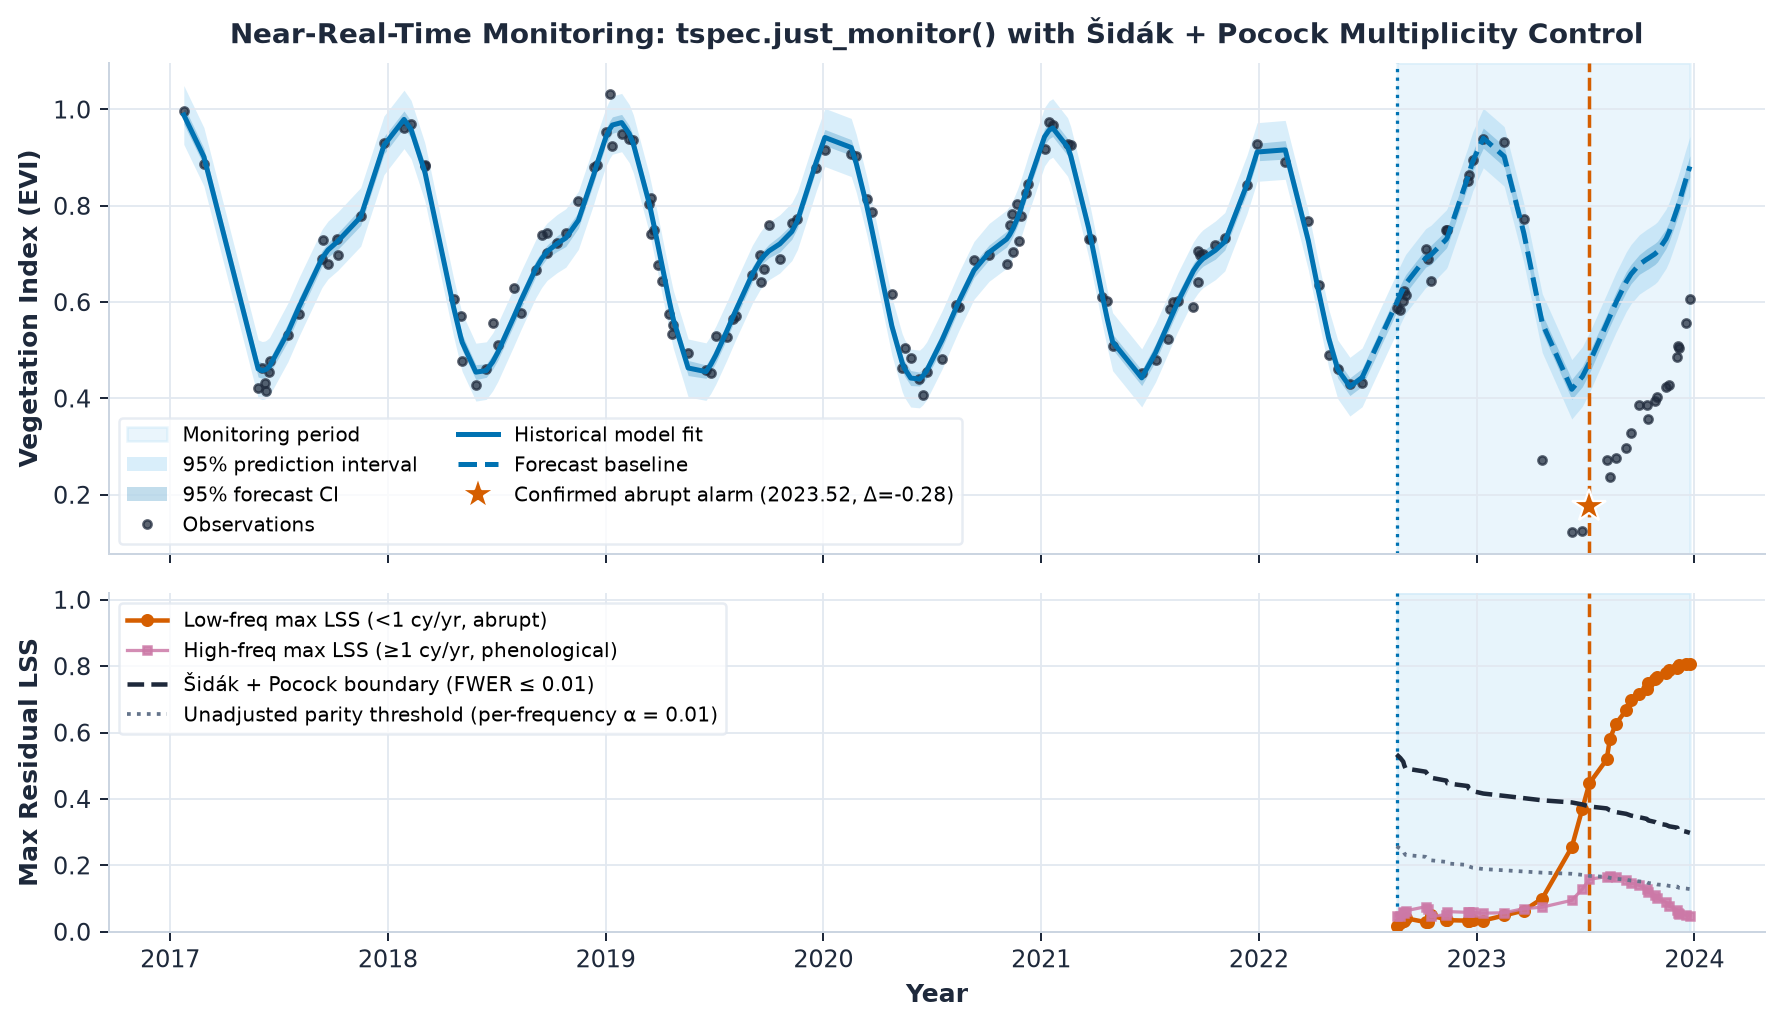 Near-Real-Time Monitoring: tspec.just_monitor() with Šidák + Pocock Multiplicity Control
Vegetation Index (EVI)
1.0
0.8
0.6
0.4
0.2
Monitoring period
95% prediction interval
95% forecast CI
Observations
Historical model fit
Forecast baseline
Confirmed abrupt alarm (2023.52, Δ=-0.28)
Max Residual LSS
1.0
0.8
0.6
0.4
0.2
0.0
Low-freq max LSS (<1 cy/yr, abrupt)
High-freq max LSS (≥1 cy/yr, phenological)
Šidák + Pocock boundary (FWER ≤ 0.01)
Unadjusted parity threshold (per-frequency α = 0.01)
2017 2018 2019 2020 2021 2022 2023 2024
Year